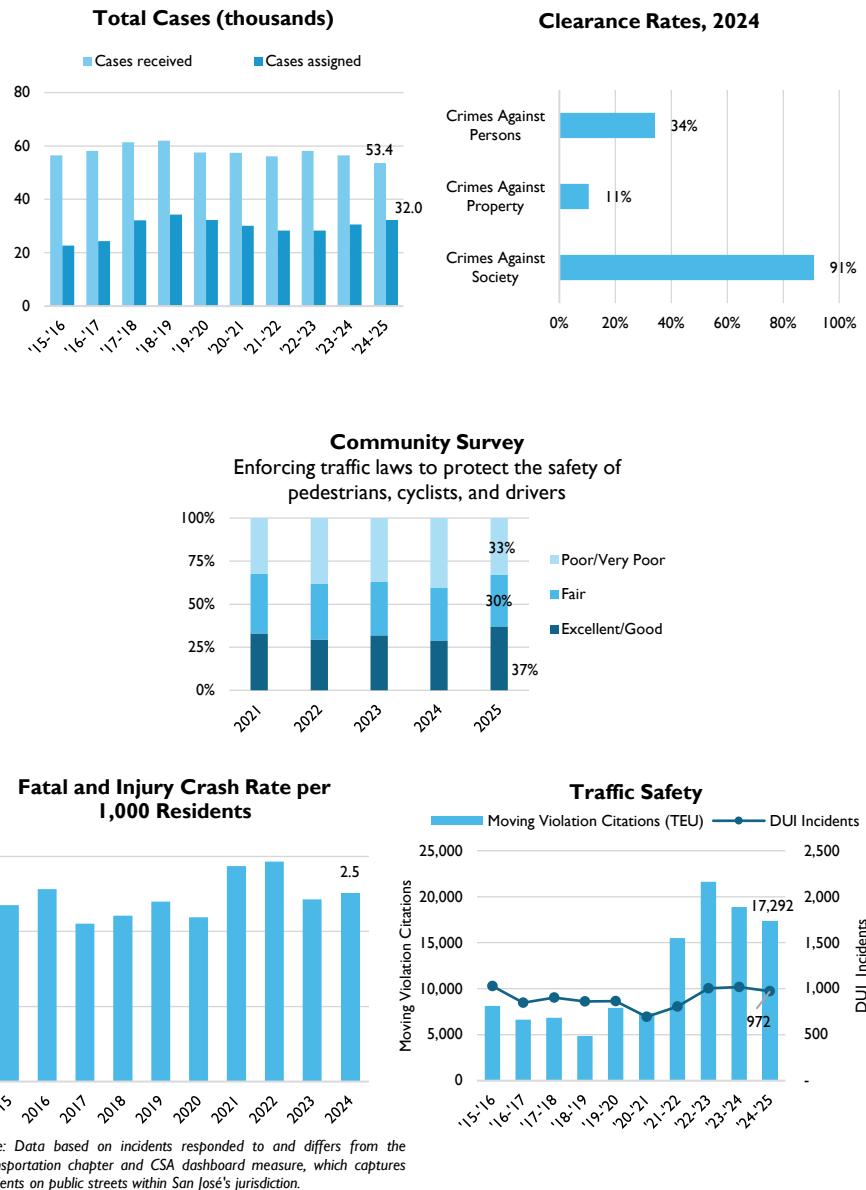 Total Cases (thousands)
Cases received
Cases assigned
80
60
40
20
0
53.4
32.0
'15-'16
'16-'17
'17-'18
'18-'19
'19-'20
'20-'21
'21-'22
'22-'23
'23-'24
'24-'25
Clearance Rates, 2024
Crimes Against
Persons
34%
Crimes Against
Property
11%
Crimes Against
Society
91%
0%
20%
40%
60%
80%
100%
Community Survey
Enforcing traffic laws to protect the safety of
pedestrians, cyclists, and drivers
100%
75%
50%
25%
0%
33%
30%
37%
Poor/Very Poor
Fair
Excellent/Good
2021
2022
2023
2024
2025
Fatal and Injury Crash Rate per
1,000 Residents
2.5
15
2016
2017
2018
2019
2020
2021
2022
2023
2024
e: Data based on incidents responded to and differs from the
nsportation chapter and CSA dashboard measure, which captures
ents on public streets within San José's jurisdiction.
Traffic Safety
Moving Violation Citations (TEU)
DUI Incidents
Moving Violation Citations
25,000
20,000
15,000
10,000
5,000
0
17,292
972
2,500
2,000
1,500
1,000
500
-
DUI Incidents
'15-'16
'16-'17
'17-'18
'18-'19
'19-'20
'20-'21
'21-'22
'22-'23
'23-'24
'24-'25